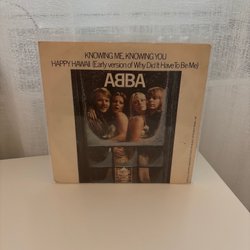 KNOWING ME, KNOWING YOU
HAPPY HAWAII (Early version of Why Did It Have To Be Me)
ABBA